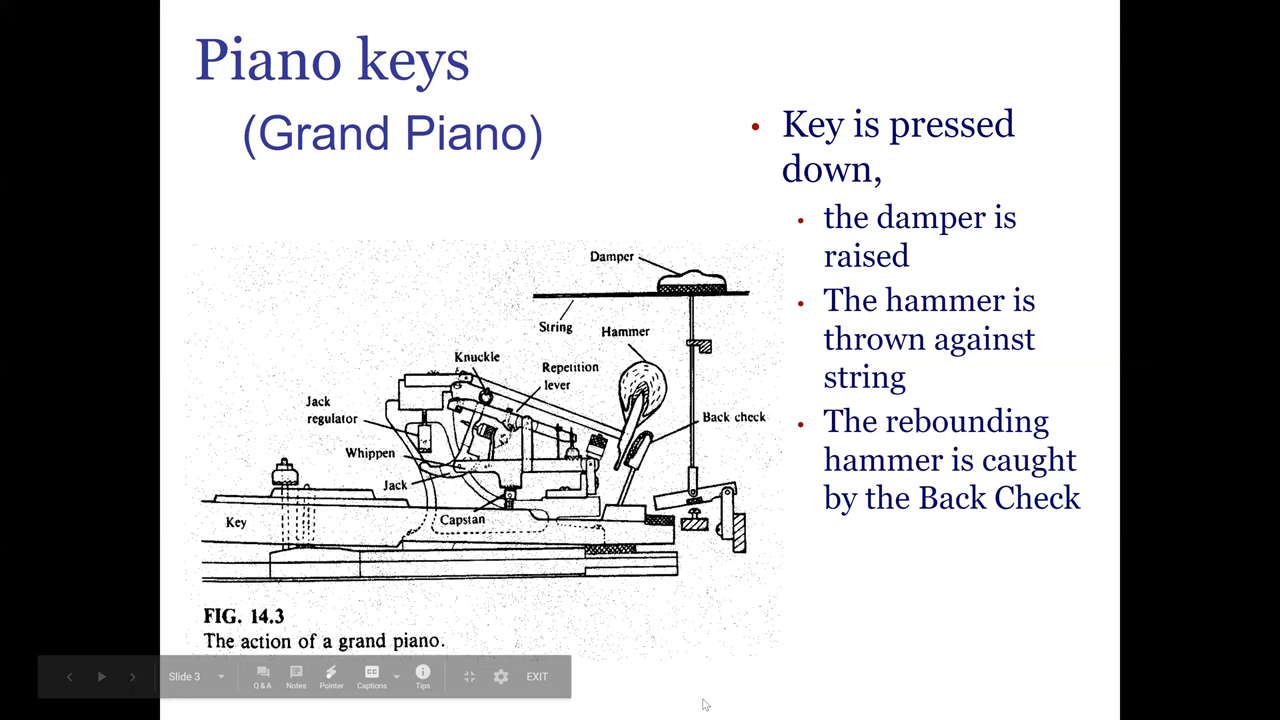 Piano keys
(Grand Piano)
• Key is pressed
down,
• the damper is
raised
• The hammer is
thrown against
string
• The rebounding
hammer is caught
by the Back Check
Damper
String
Hammer
Knuckle
Repetition
lever
Jack
regulator
Back check
Whippen
Jack
Capstan
Key
FIG. 14.3
The action of a grand piano.
Slide 3
Q & A
Notes
Pointer
CC
Captions
Tips
EXIT